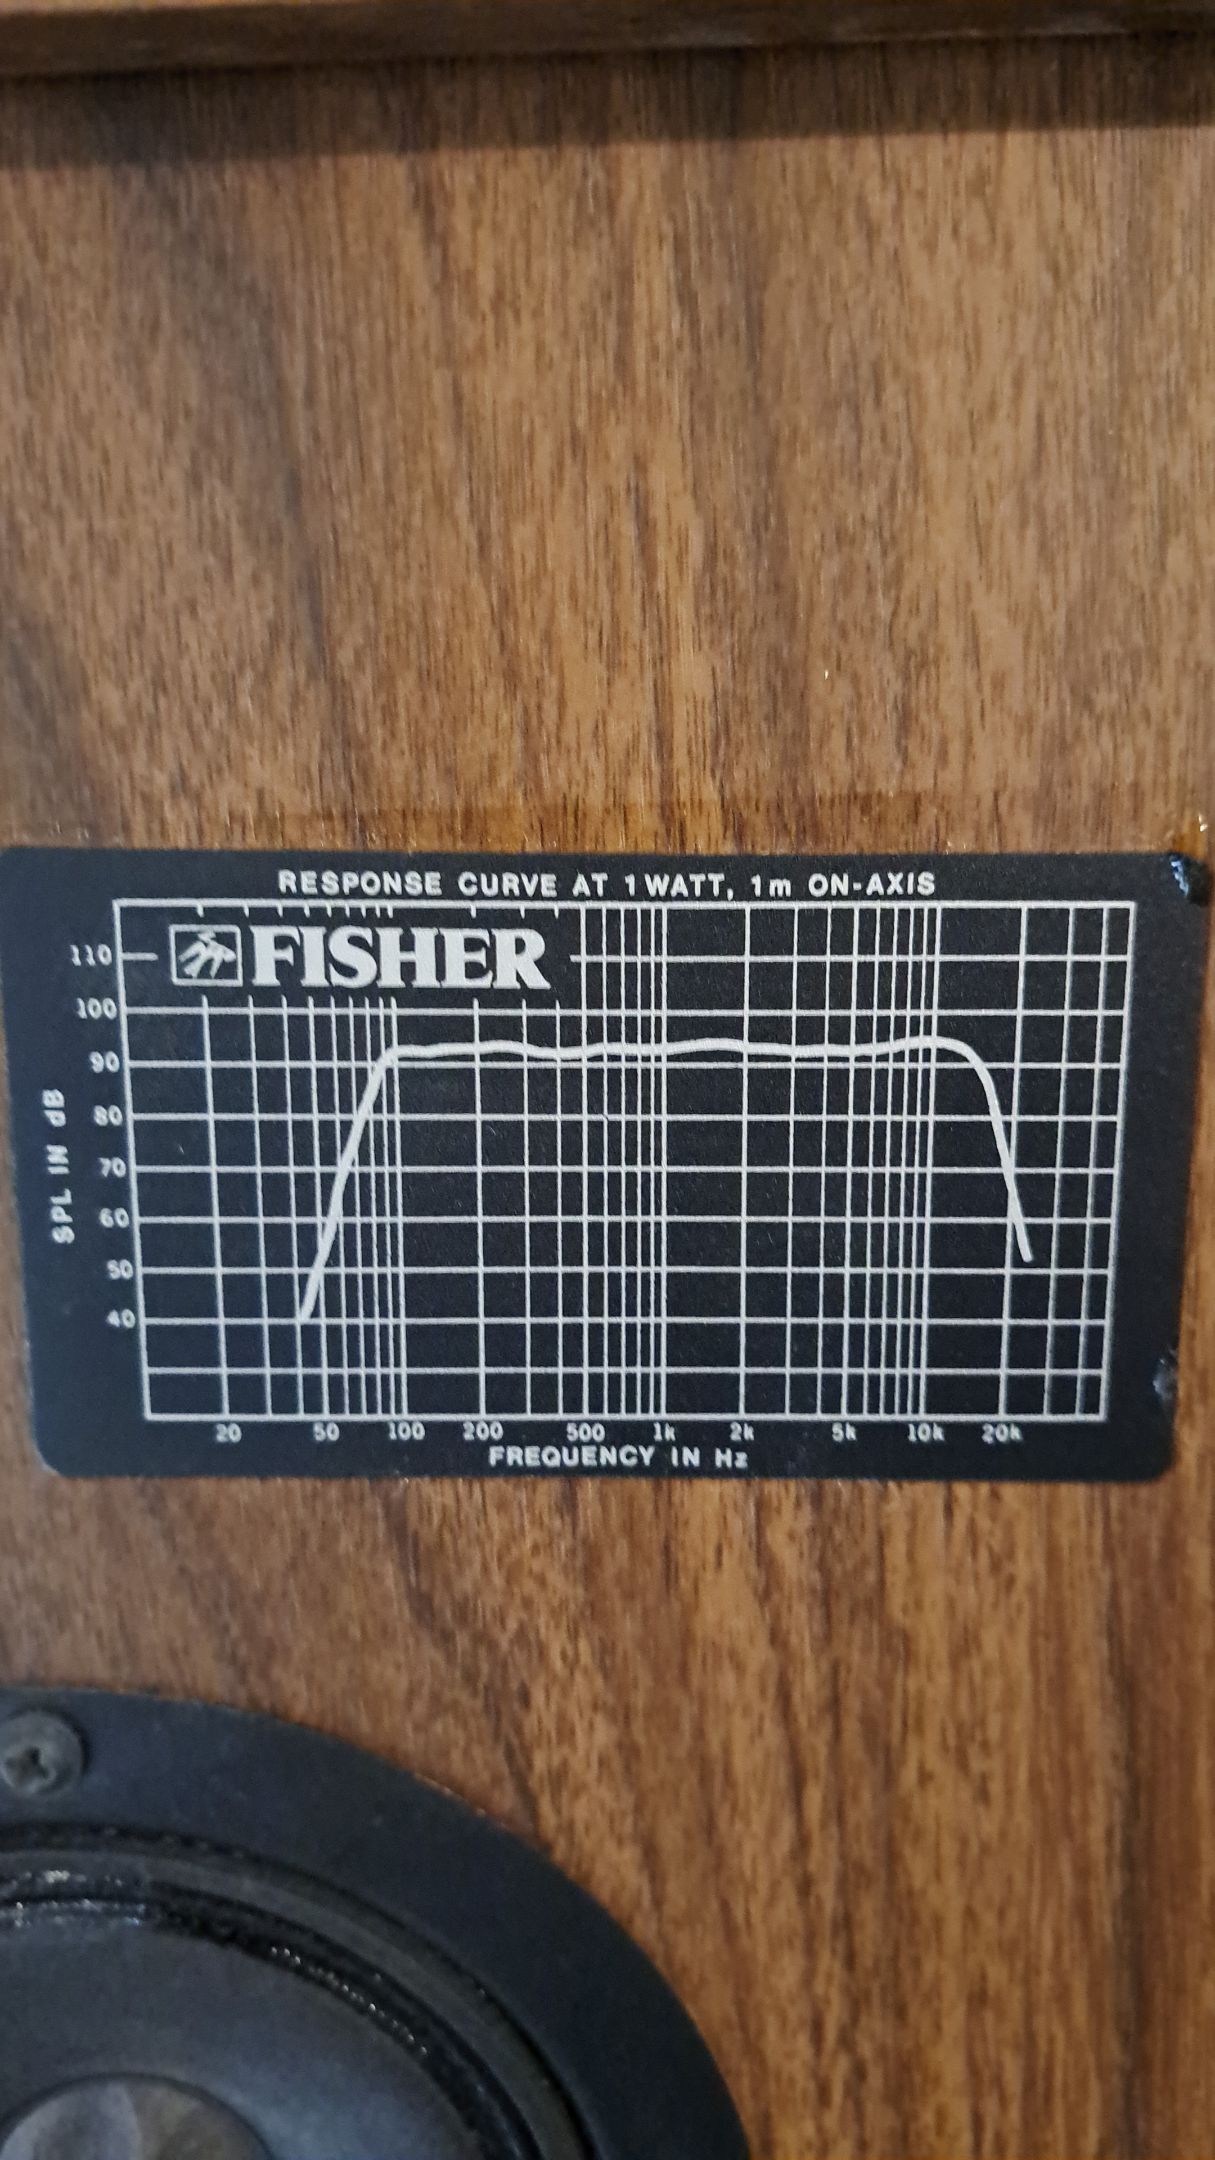 RESPONSE CURVE AT 1 WATT, 1m ON-AXIS
FISHER
110
100
90
80
70
60
50
40
SPL IN dB
20 50 100 200 500 1k 2k 5k 10k 20k
FREQUENCY IN Hz